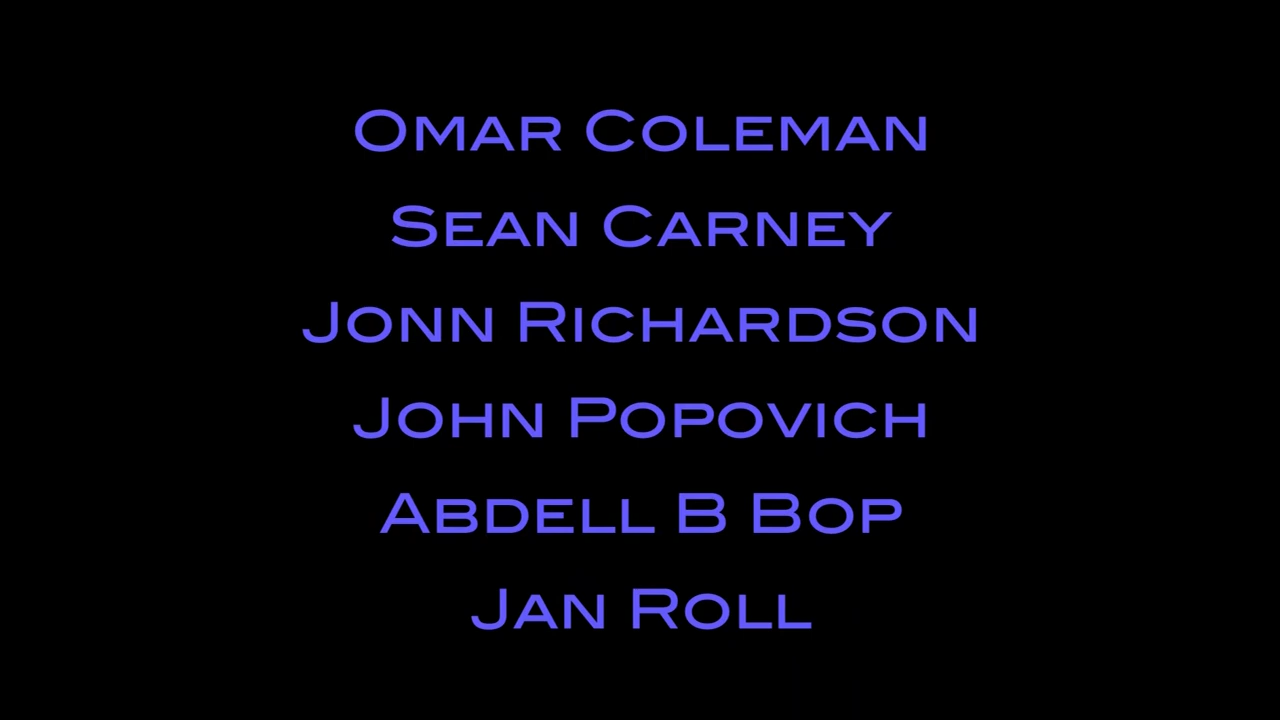 Omar Coleman
Sean Carney
Jonn Richardson
John Popovich
Abdell B Bop
Jan Roll